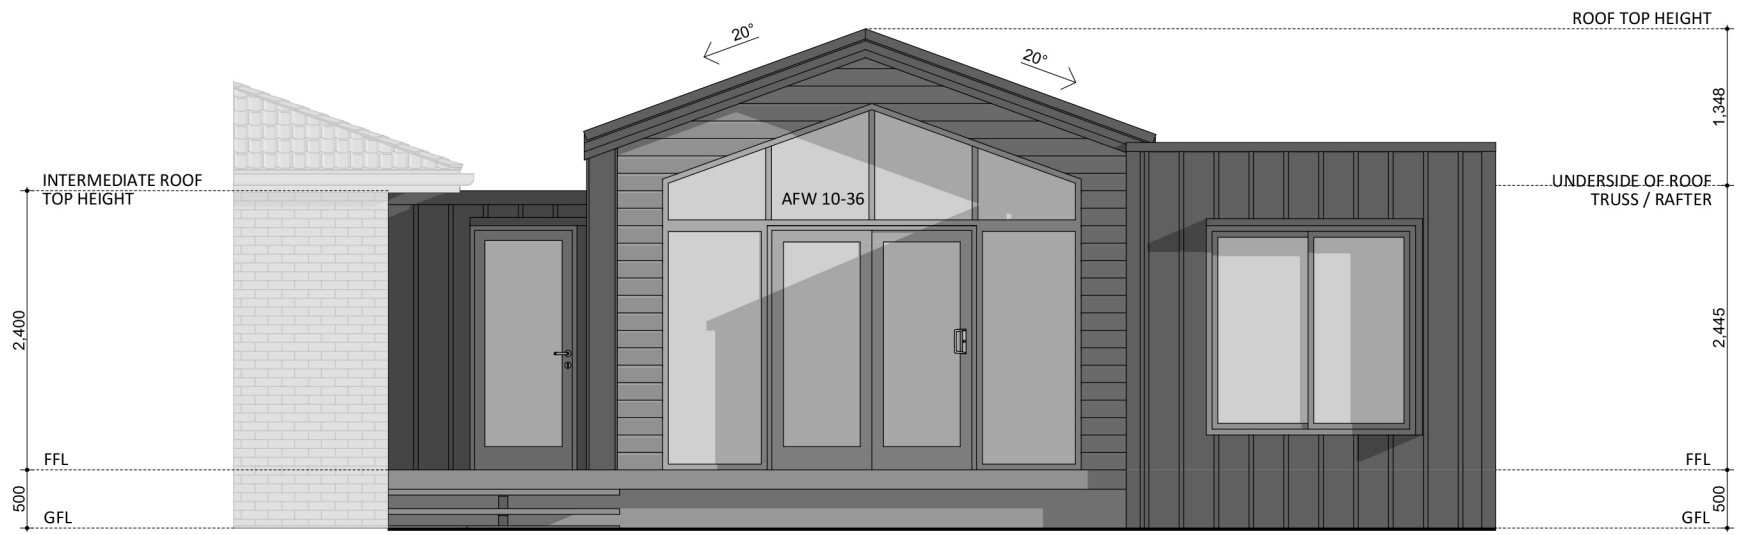 ROOF TOP HEIGHT
20°
20°
1,348
INTERMEDIATE ROOF
TOP HEIGHT
UNDERSIDE OF ROOF
TRUSS / RAFTER
AFW 10-36
2,400
2,445
FFL
FFL
500
500
GFL
GFL